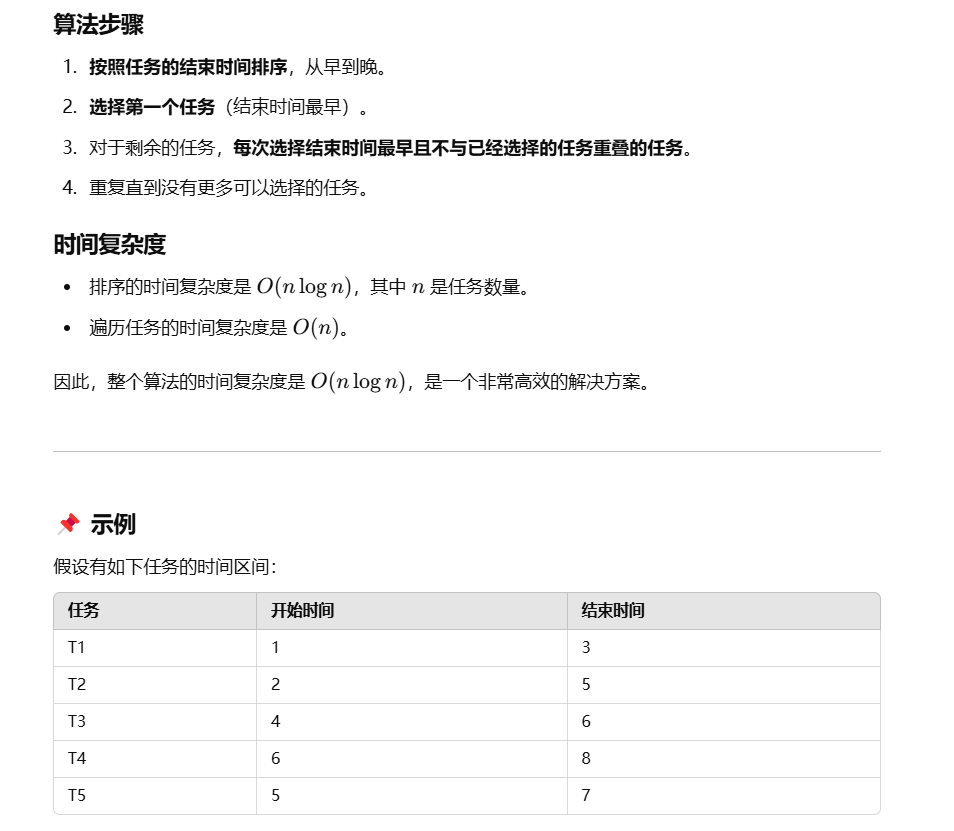 算法步骤
1. 按照任务的结束时间排序，从早到晚。
2. 选择第一个任务（结束时间最早）。
3. 对于剩余的任务，每次选择结束时间最早且不与已经选择的任务重叠的任务。
4. 重复直到没有更多可以选择的任务。
时间复杂度
• 排序的时间复杂度是 O(n log n)，其中 n 是任务数量。
• 遍历任务的时间复杂度是 O(n)。
因此，整个算法的时间复杂度是 O(n log n)，是一个非常高效的解决方案。
📌 示例
假设有如下任务的时间区间：
任务 开始时间 结束时间
T1 1 3
T2 2 5
T3 4 6
T4 6 8
T5 5 7